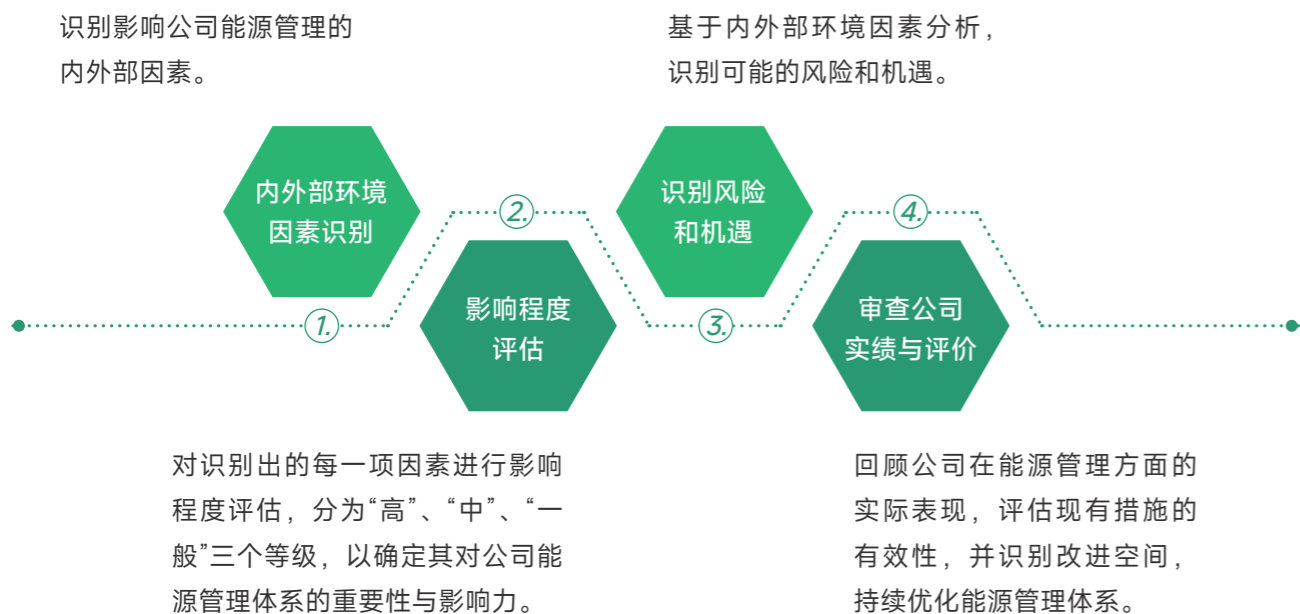 识别影响公司能源管理的
内外部因素。
内外部环境
因素识别
1.
2.
影响程度
评估
对识别出的每一项因素进行影响
程度评估，分为“高”、“中”、“一
般”三个等级，以确定其对公司能
源管理体系的重要性与影响力。
基于内外部环境因素分析，
识别可能的风险和机遇。
识别风险
和机遇
3.
4.
审查公司
实绩与评价
回顾公司在能源管理方面的
实际表现，评估现有措施的
有效性，并识别改进空间，
持续优化能源管理体系。